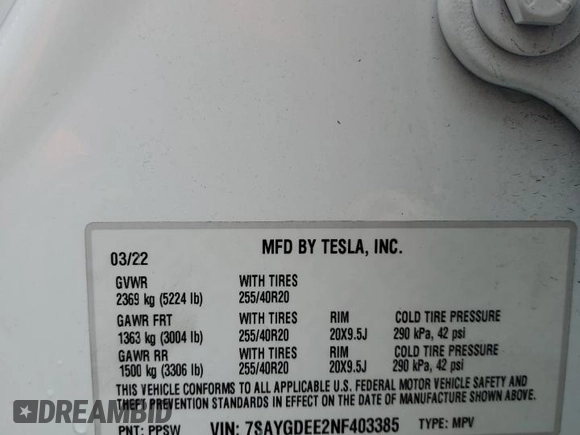 03/22 MFD BY TESLA, INC.
GVWR WITH TIRES
2369 kg (5224 lb) 255/40R20
GAWR FRT WITH TIRES RIM COLD TIRE PRESSURE
1363 kg (3004 lb) 255/40R20 20X9.5J 290 kPa, 42 psi
GAWR RR WITH TIRES RIM COLD TIRE PRESSURE
1500 kg (3306 lb) 255/40R20 20X9.5J 290 kPa, 42 psi
THIS VEHICLE CONFORMS TO ALL APPLICABLE U.S. FEDERAL MOTOR VEHICLE SAFETY AND
THEFT PREVENTION STANDARDS IN EFFECT ON THE DATE OF MANUFACTURE SHOWN ABOVE.
PNT: PPSW VIN: 7SAYGDEE2NF403385 TYPE: MPV
DREAMBID